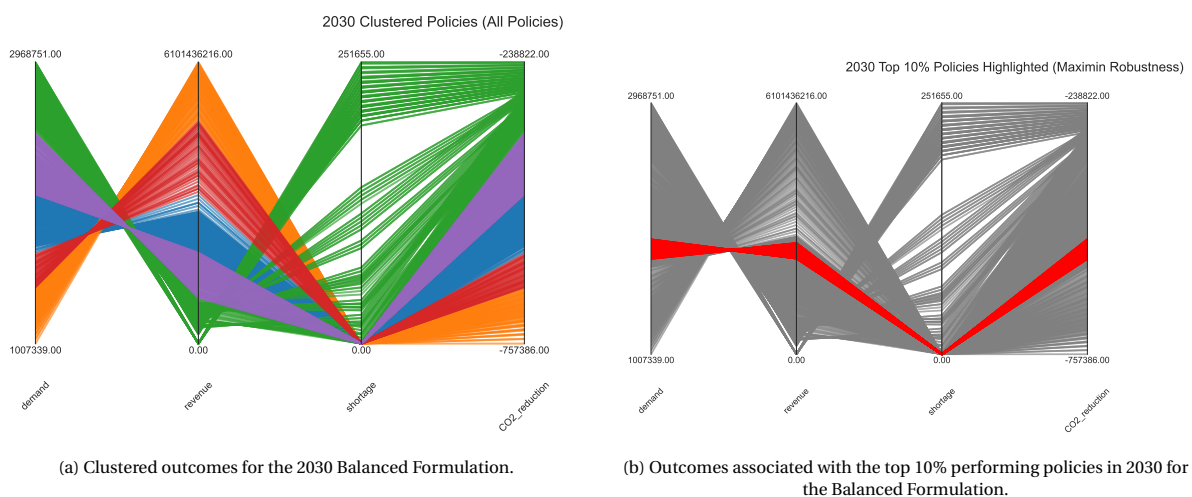 2030 Clustered Policies (All Policies)
2968751.00 6101436216.00 251655.00 -238822.00
1007339.00 0.00 0.00 -757386.00
demand revenue shortage CO2_reduction
(a) Clustered outcomes for the 2030 Balanced Formulation.
2030 Top 10% Policies Highlighted (Maximin Robustness)
2968751.00 6101436216.00 251655.00 -238822.00
1007339.00 0.00 0.00 -757386.00
demand revenue shortage CO2_reduction
(b) Outcomes associated with the top 10% performing policies in 2030 for
the Balanced Formulation.